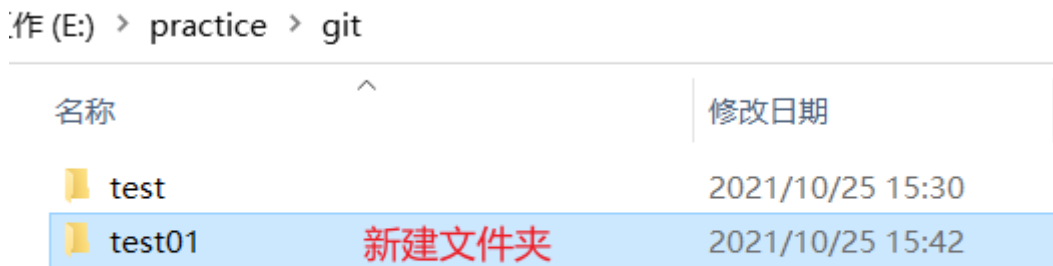 作 (E:) > practice > git
名称 修改日期
test 2021/10/25 15:30
test01 新建文件夹 2021/10/25 15:42